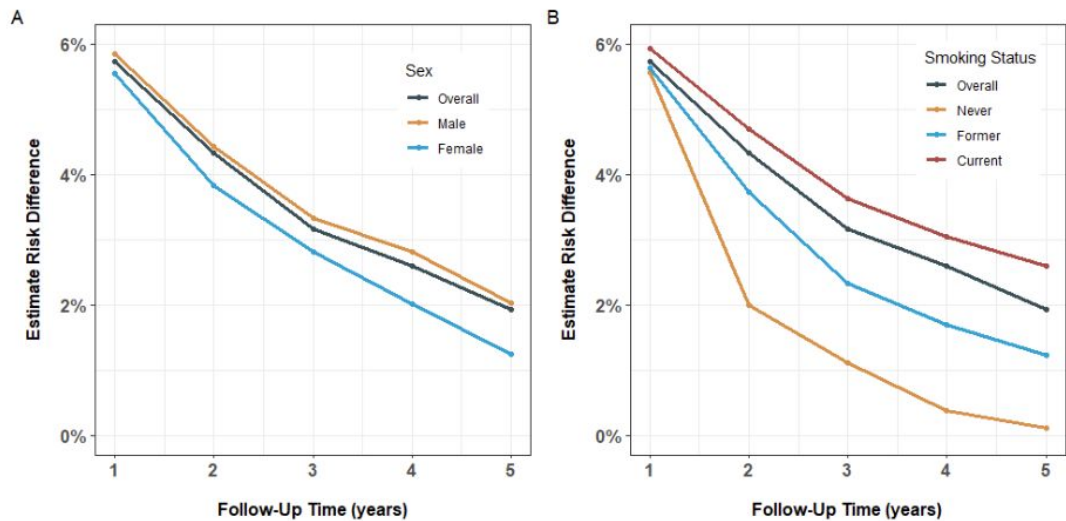 A
Estimate Risk Difference
6%
4%
2%
0%
Sex
Overall
Male
Female
1 2 3 4 5
Follow-Up Time (years)
B
Estimate Risk Difference
6%
4%
2%
0%
Smoking Status
Overall
Never
Former
Current
1 2 3 4 5
Follow-Up Time (years)